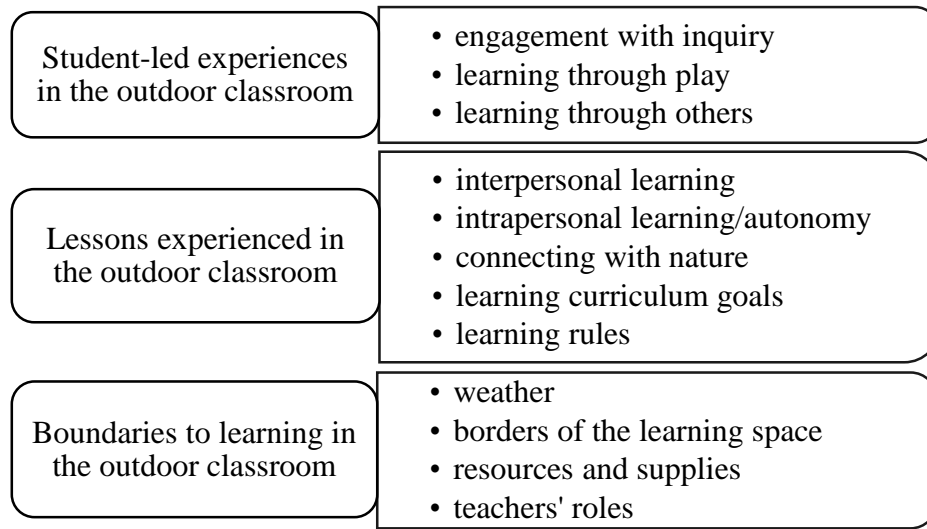 Student-led experiences
in the outdoor classroom
• engagement with inquiry
• learning through play
• learning through others
Lessons experienced in
the outdoor classroom
• interpersonal learning
• intrapersonal learning/autonomy
• connecting with nature
• learning curriculum goals
• learning rules
Boundaries to learning in
the outdoor classroom
• weather
• borders of the learning space
• resources and supplies
• teachers' roles